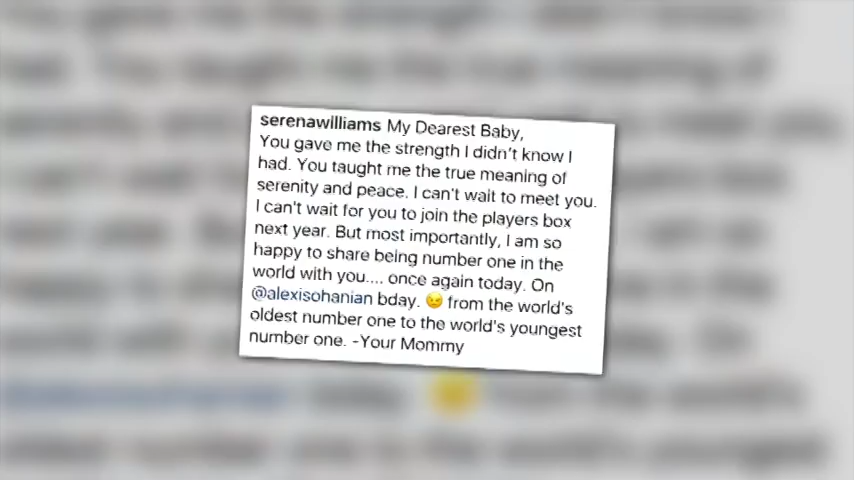 serenawilliams My Dearest Baby,
You gave me the strength I didn't know I
had. You taught me the true meaning of
serenity and peace. I can't wait to meet you.
I can't wait for you to join the players box
next year. But most importantly, I am so
happy to share being number one in the
world with you.... once again today. On
@alexisohanian bday. 😉 from the world's
oldest number one to the world's youngest
number one. -Your Mommy